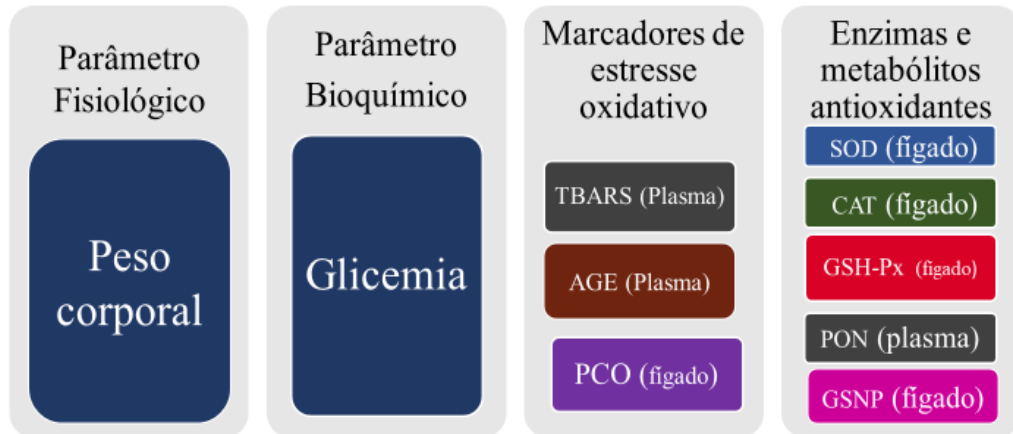 Parâmetro
Fisiológico
Peso
corporal
Parâmetro
Bioquímico
Glicemia
Marcadores de
estresse
oxidativo
TBARS (Plasma)
AGE (Plasma)
PCO (fígado)
Enzimas e
metabólitos
antioxidantes
SOD (fígado)
CAT (fígado)
GSH-Px (fígado)
PON (plasma)
GSNP (fígado)